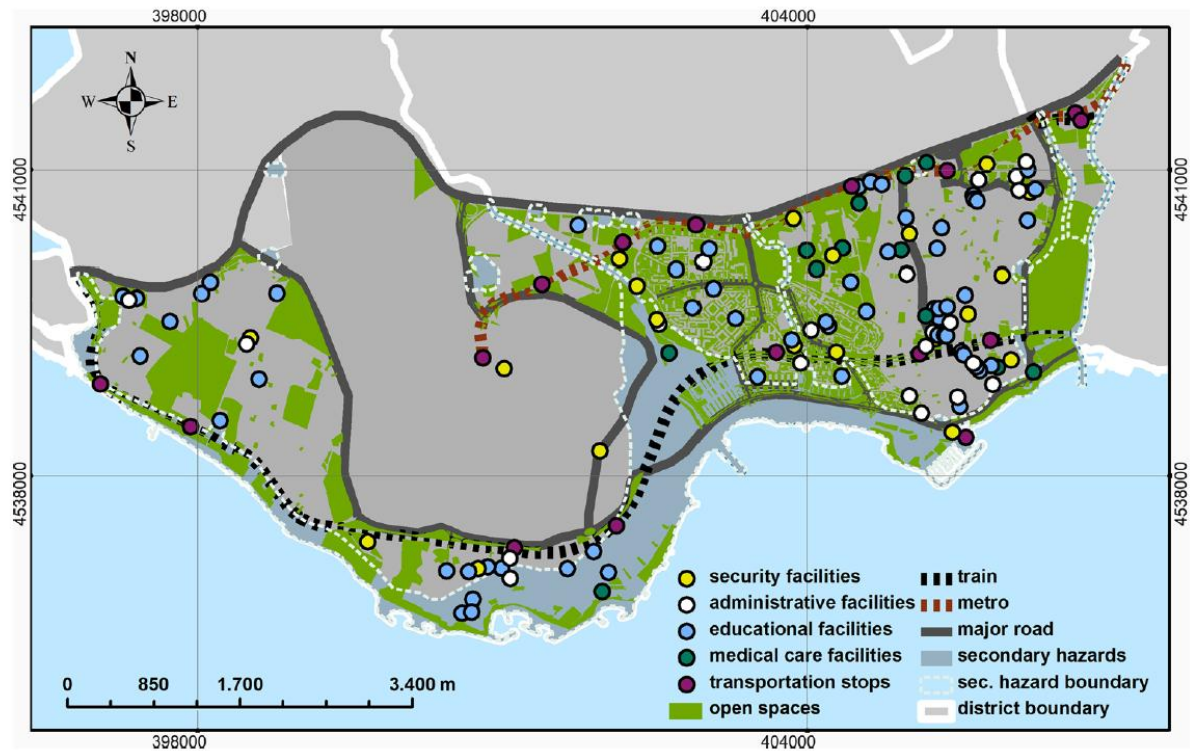 398000 404000
N
W E
S
4541000 4541000
4538000 4538000
security facilities train
administrative facilities metro
educational facilities major road
medical care facilities secondary hazards
0 850 1.700 3.400 m transportation stops sec. hazard boundary
open spaces district boundary
398000 404000